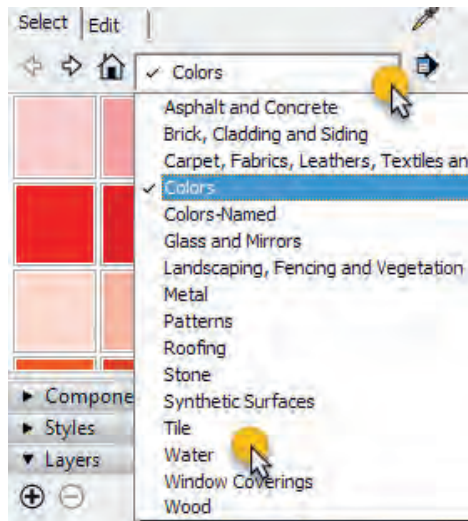 Select Edit
Colors
Asphalt and Concrete
Brick, Cladding and Siding
Carpet, Fabrics, Leathers, Textiles an
Colors
Colors-Named
Glass and Mirrors
Landscaping, Fencing and Vegetation
Metal
Patterns
Roofing
Stone
Synthetic Surfaces
Tile
Water
Window Coverings
Wood
Compone
Styles
Layers